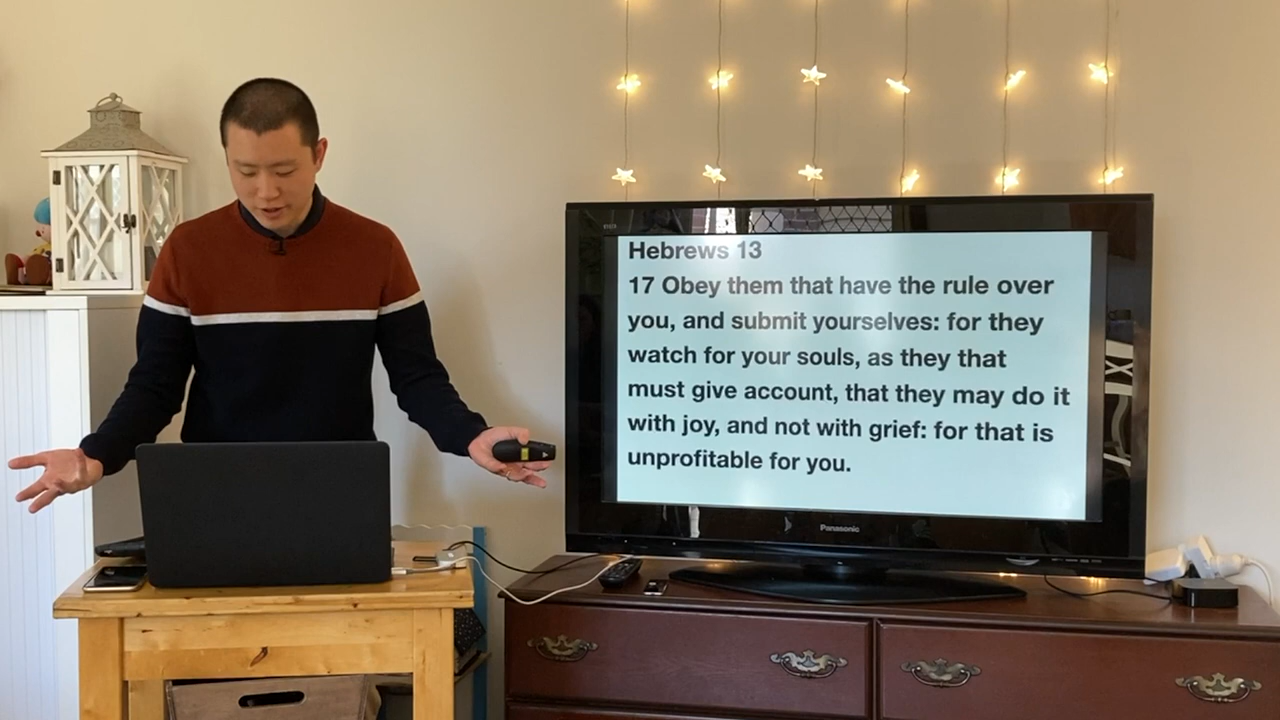 Hebrews 13
17 Obey them that have the rule over
you, and submit yourselves: for they
watch for your souls, as they that
must give account, that they may do it
with joy, and not with grief: for that is
unprofitable for you.
Panasonic